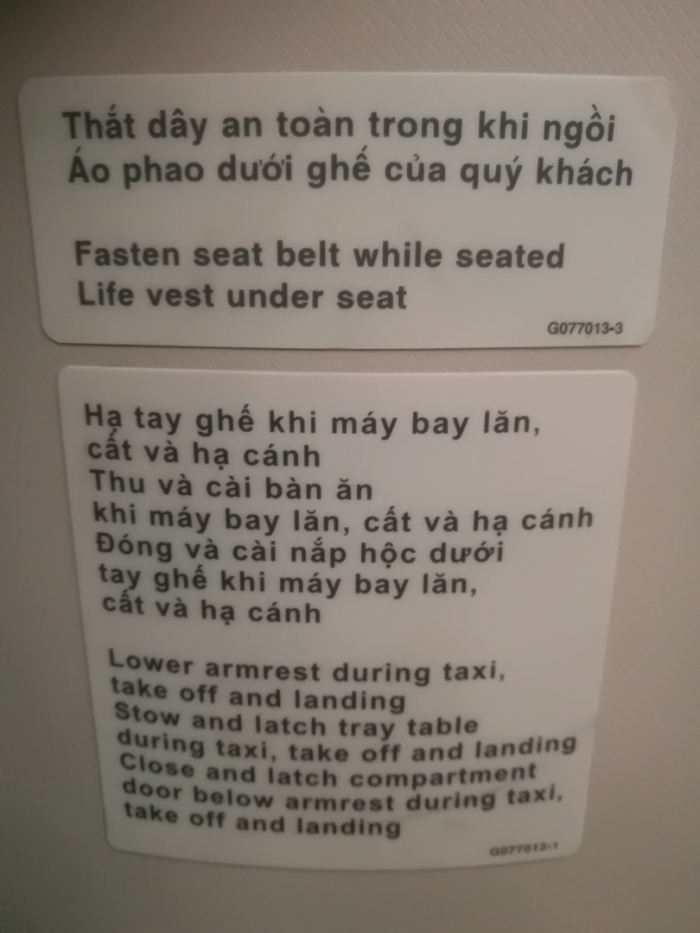 Thắt dây an toàn trong khi ngồi
Áo phao dưới ghế của quý khách
Fasten seat belt while seated
Life vest under seat
G077013-3
Hạ tay ghế khi máy bay lăn,
cất và hạ cánh
Thu và cài bàn ăn
khi máy bay lăn, cất và hạ cánh
Đóng và cài nắp hộc dưới
tay ghế khi máy bay lăn,
cất và hạ cánh
Lower armrest during taxi,
take off and landing
Stow and latch tray table
during taxi, take off and landing
Close and latch compartment
door below armrest during taxi,
take off and landing
G077013-1